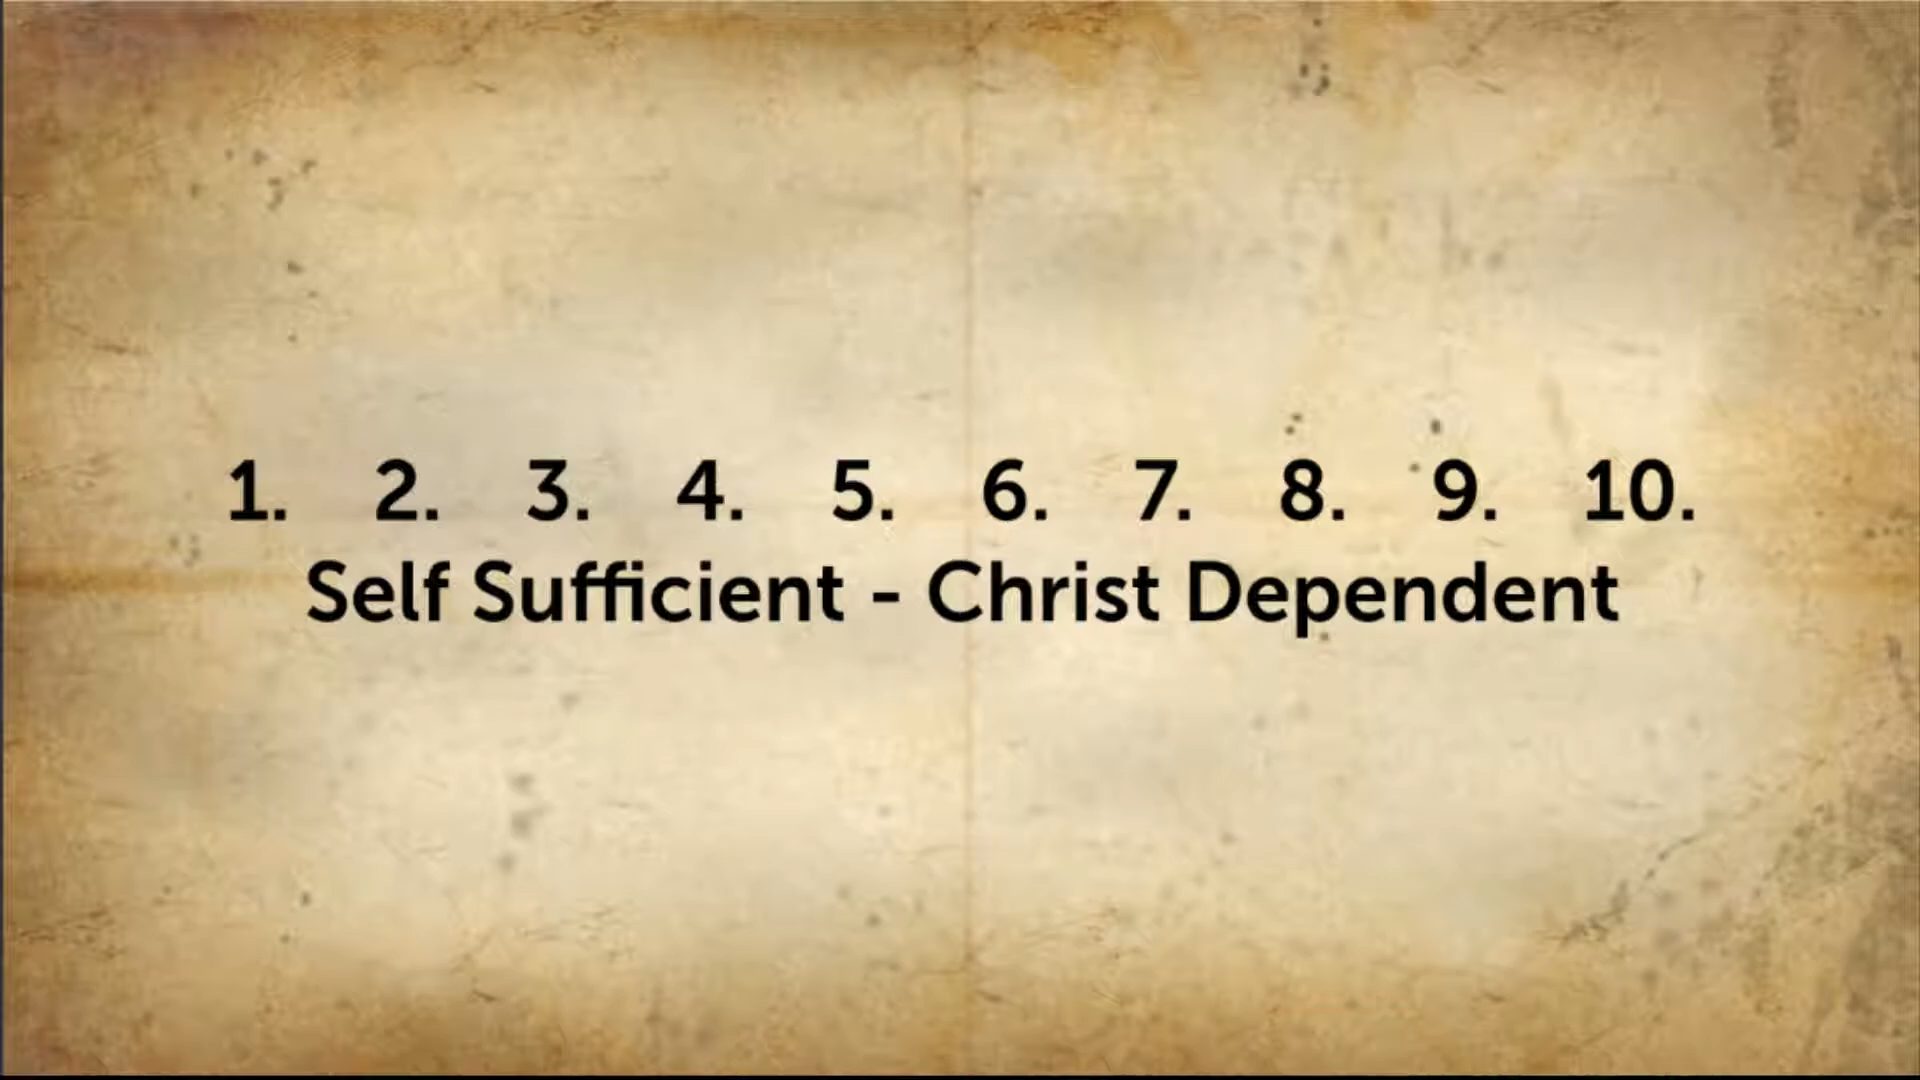 1. 2. 3. 4. 5. 6. 7. 8. 9. 10.
Self Sufficient - Christ Dependent